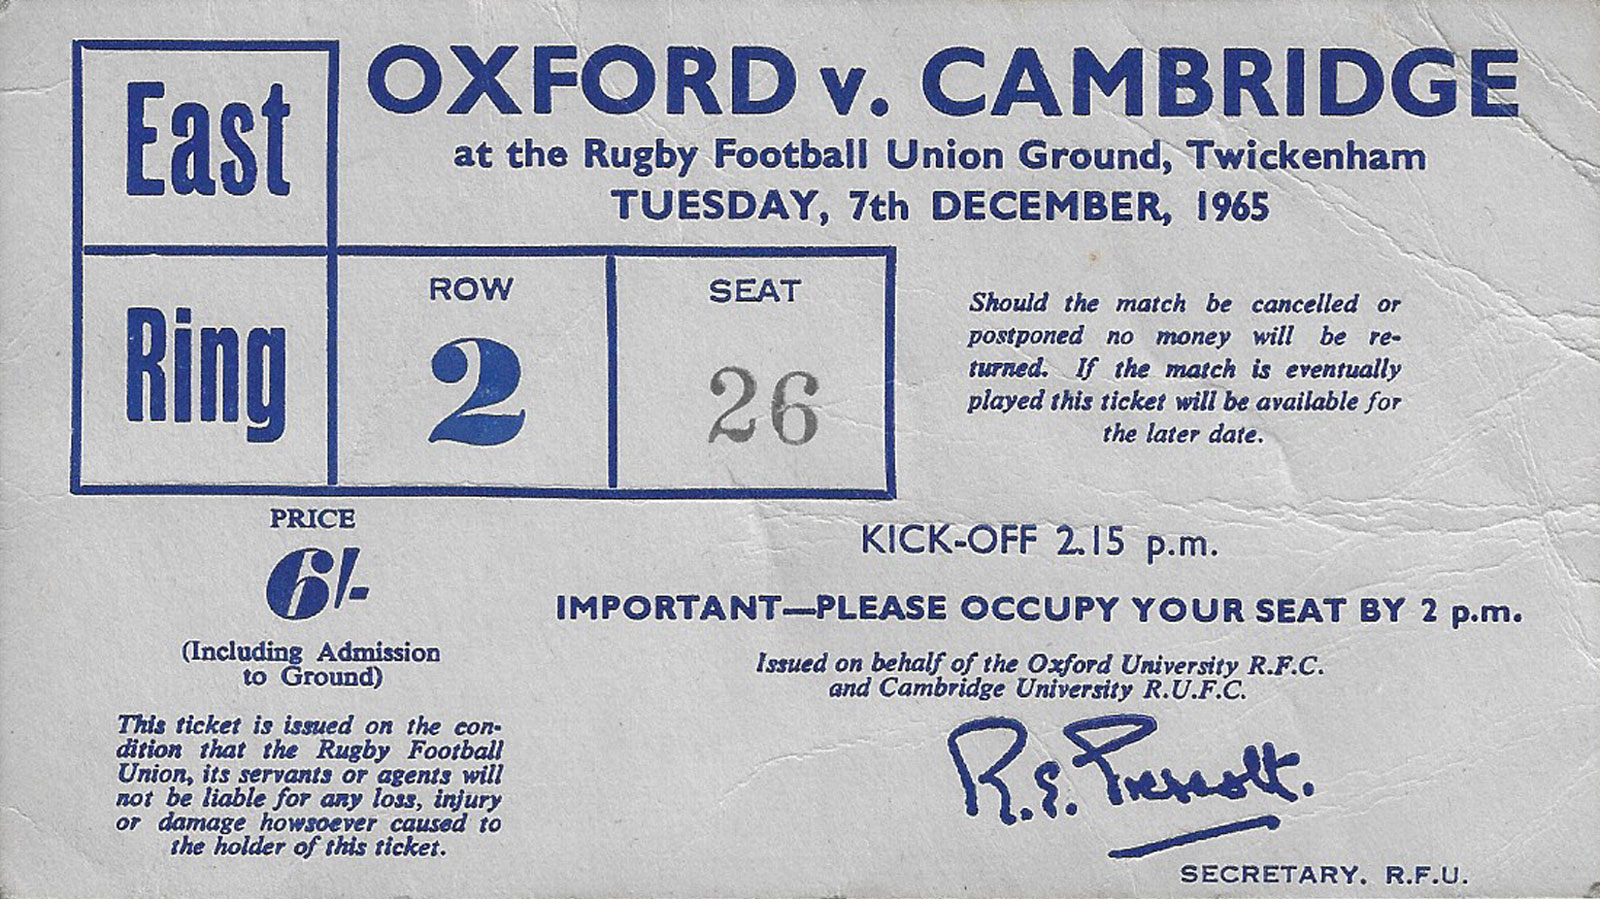 East
Ring
OXFORD v. CAMBRIDGE
at the Rugby Football Union Ground, Twickenham
TUESDAY, 7th DECEMBER, 1965
ROW
2
SEAT
26
Should the match be cancelled or
postponed no money will be re-
turned. If the match is eventually
played this ticket will be available for
the later date.
PRICE
6/-
(Including Admission
to Ground)
This ticket is issued on the con-
dition that the Rugby Football
Union, its servants or agents will
not be liable for any loss, injury
or damage howsoever caused to
the holder of this ticket.
KICK-OFF 2.15 p.m.
IMPORTANT—PLEASE OCCUPY YOUR SEAT BY 2 p.m.
Issued on behalf of the Oxford University R.F.C.
and Cambridge University R.U.F.C.
R.E. Prescott.
SECRETARY. R.F.U.